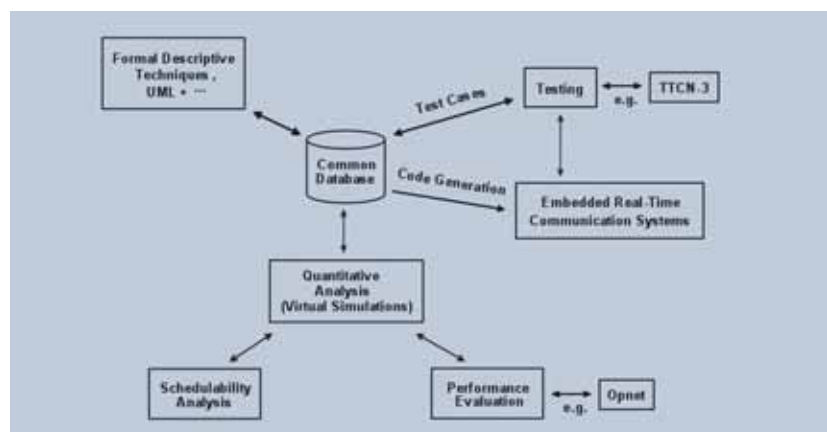 Formal Descriptive
Techniques ,
UML + ...
Test Cases
Testing
e.g.
TTCN-3
Common
Database
Code Generation
Embedded Real-Time
Communication Systems
Quantitative
Analysis
(Virtual Simulations)
Schedulability
Analysis
Performance
Evaluation
e.g.
Opnet